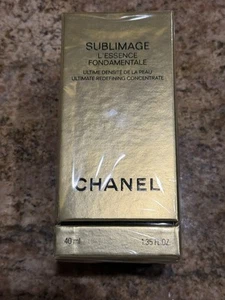 SUBLIMAGE
L'ESSENCE
FONDAMENTALE
ULTIME DENSITÉ DE LA PEAU
ULTIMATE REDEFINING CONCENTRATE
CHANEL
40 ml 1.35 FL.OZ.